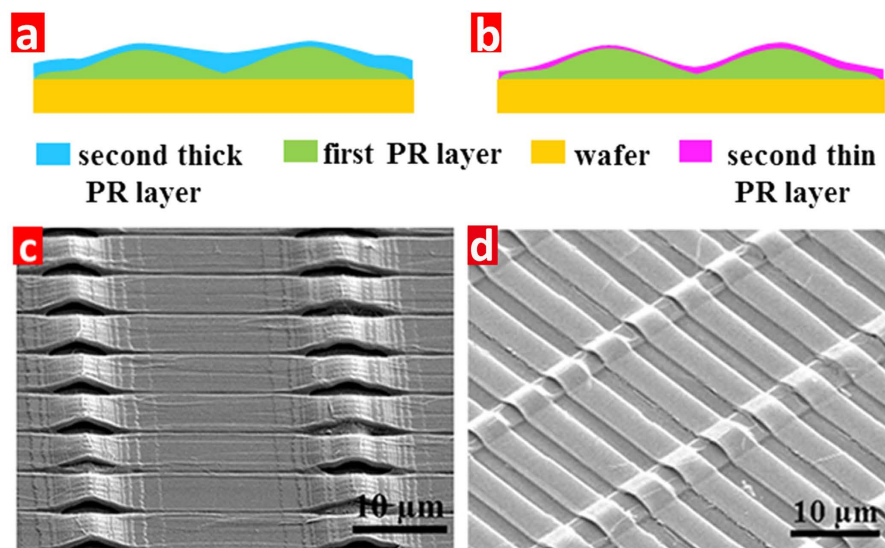 a
b
second thick
PR layer
first PR layer
wafer
second thin
PR layer
c
d
10 μm
10 μm